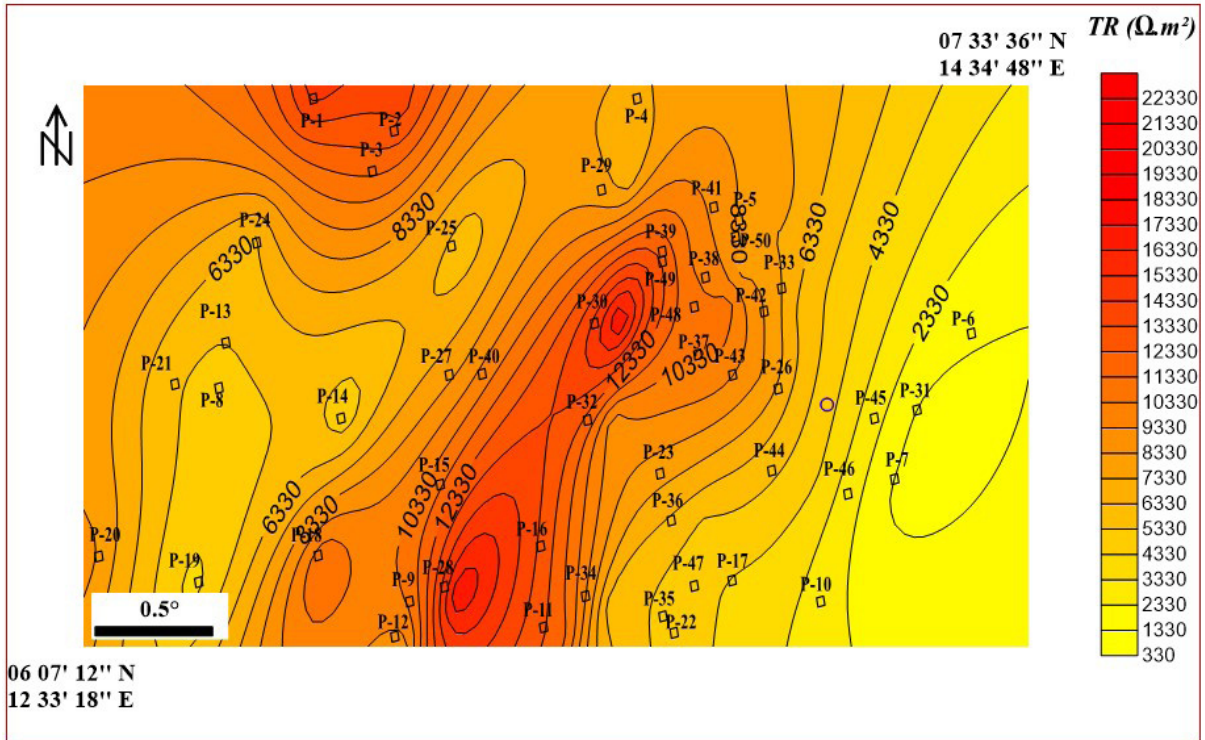 TR (Ω.m²)
07 33' 36'' N
14 34' 48'' E
N
P-1
P-2
P-3
P-4
P-29
P-41
P-5
8330
P-24
P-25
8330
6330
P-39
P-50
6330
4330
P-49
P-38
P-33
P-13
P-30
P-48
P-42
2330
P-6
P-21
P-8
P-27
P-40
12330
P-37
10330
P-43
P-26
P-14
P-32
P-45
P-31
P-15
10330
12330
P-23
P-44
P-46
P-7
6330
8330
P-18
P-36
P-20
P-16
P-19
P-9
P-28
P-34
P-47
P-17
P-10
P-35
P-12
P-11
P-22
0.5°
22330
21330
20330
19330
18330
17330
16330
15330
14330
13330
12330
11330
10330
9330
8330
7330
6330
5330
4330
3330
2330
1330
330
06 07' 12'' N
12 33' 18'' E